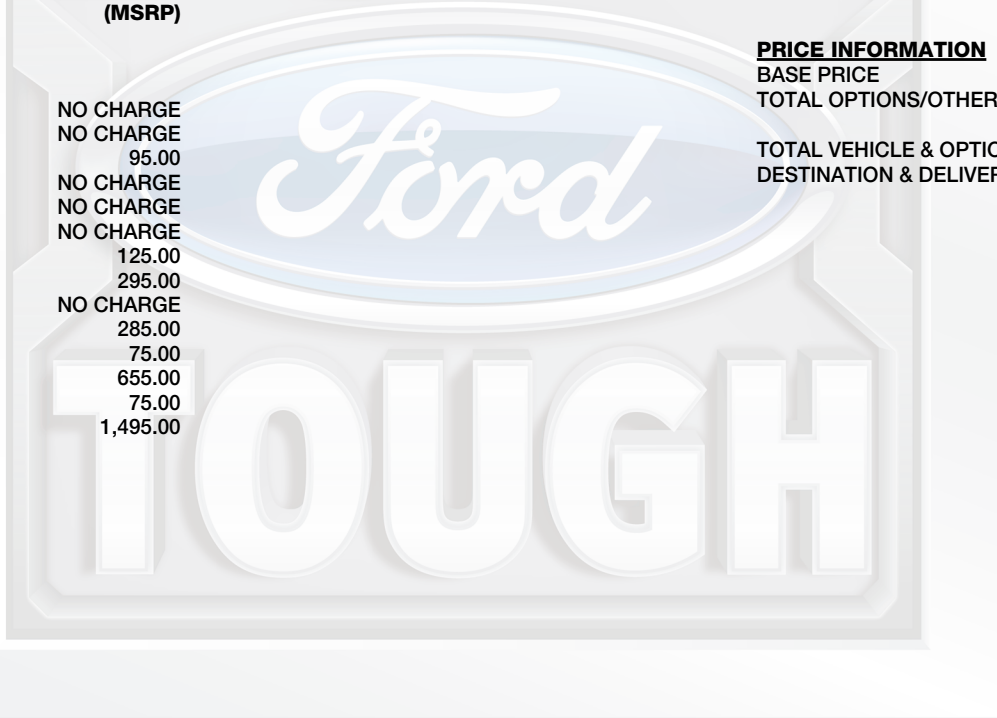 (MSRP)
NO CHARGE
NO CHARGE
95.00
NO CHARGE
NO CHARGE
NO CHARGE
125.00
295.00
NO CHARGE
285.00
75.00
655.00
75.00
1,495.00
PRICE INFORMATION
BASE PRICE
TOTAL OPTIONS/OTHER
TOTAL VEHICLE & OPTIO
DESTINATION & DELIVER
Ford
TOUGH